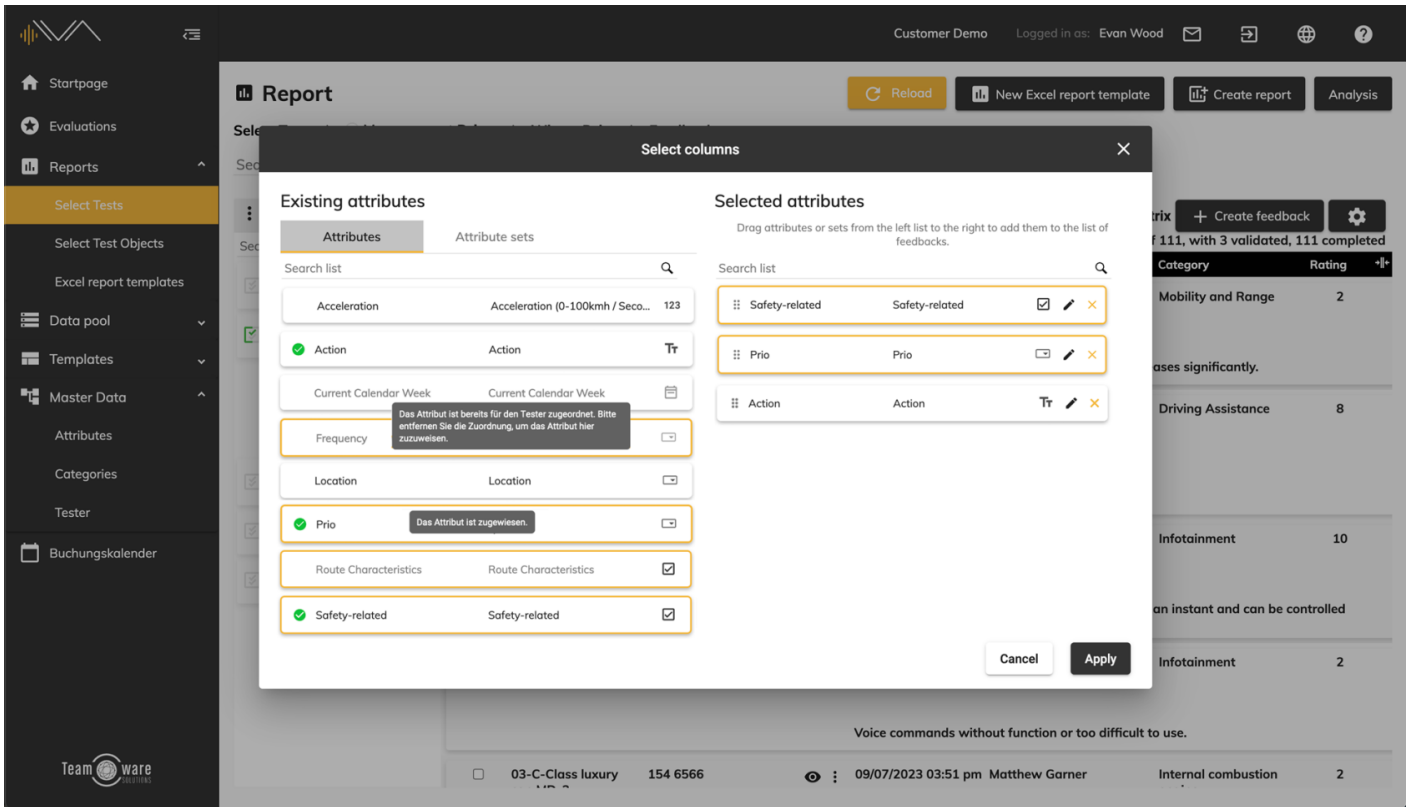 Customer Demo
Logged in as: Evan Wood
Startpage
Evaluations
Reports
Select Tests
Select Test Objects
Excel report templates
Data pool
Templates
Master Data
Attributes
Categories
Tester
Buchungskalender
Team ware
SOLUTIONS
Report
Reload
New Excel report template
Create report
Analysis
Sele
Sec
Select columns
Existing attributes
Attributes
Attribute sets
Search list
Acceleration
Acceleration (0-100kmh / Seco...
123
Action
Action
Current Calendar Week
Current Calendar Week
Das Attribut ist bereits für den Tester zugeordnet. Bitte
entfernen Sie die Zuordnung, um das Attribut hier
zuzuweisen.
Frequency
Location
Location
Prio
Das Attribut ist zugewiesen.
Route Characteristics
Route Characteristics
Safety-related
Safety-related
Selected attributes
Drag attributes or sets from the left list to the right to add them to the list of
feedbacks.
Search list
Safety-related
Safety-related
Prio
Prio
Action
Action
Cancel
Apply
trix
Create feedback
f 111, with 3 validated, 111 completed
Category
Rating
Mobility and Range
2
ases significantly.
Driving Assistance
8
Infotainment
10
an instant and can be controlled
Infotainment
2
Voice commands without function or too difficult to use.
03-C-Class luxury
154 6566
09/07/2023 03:51 pm
Matthew Garner
Internal combustion
2